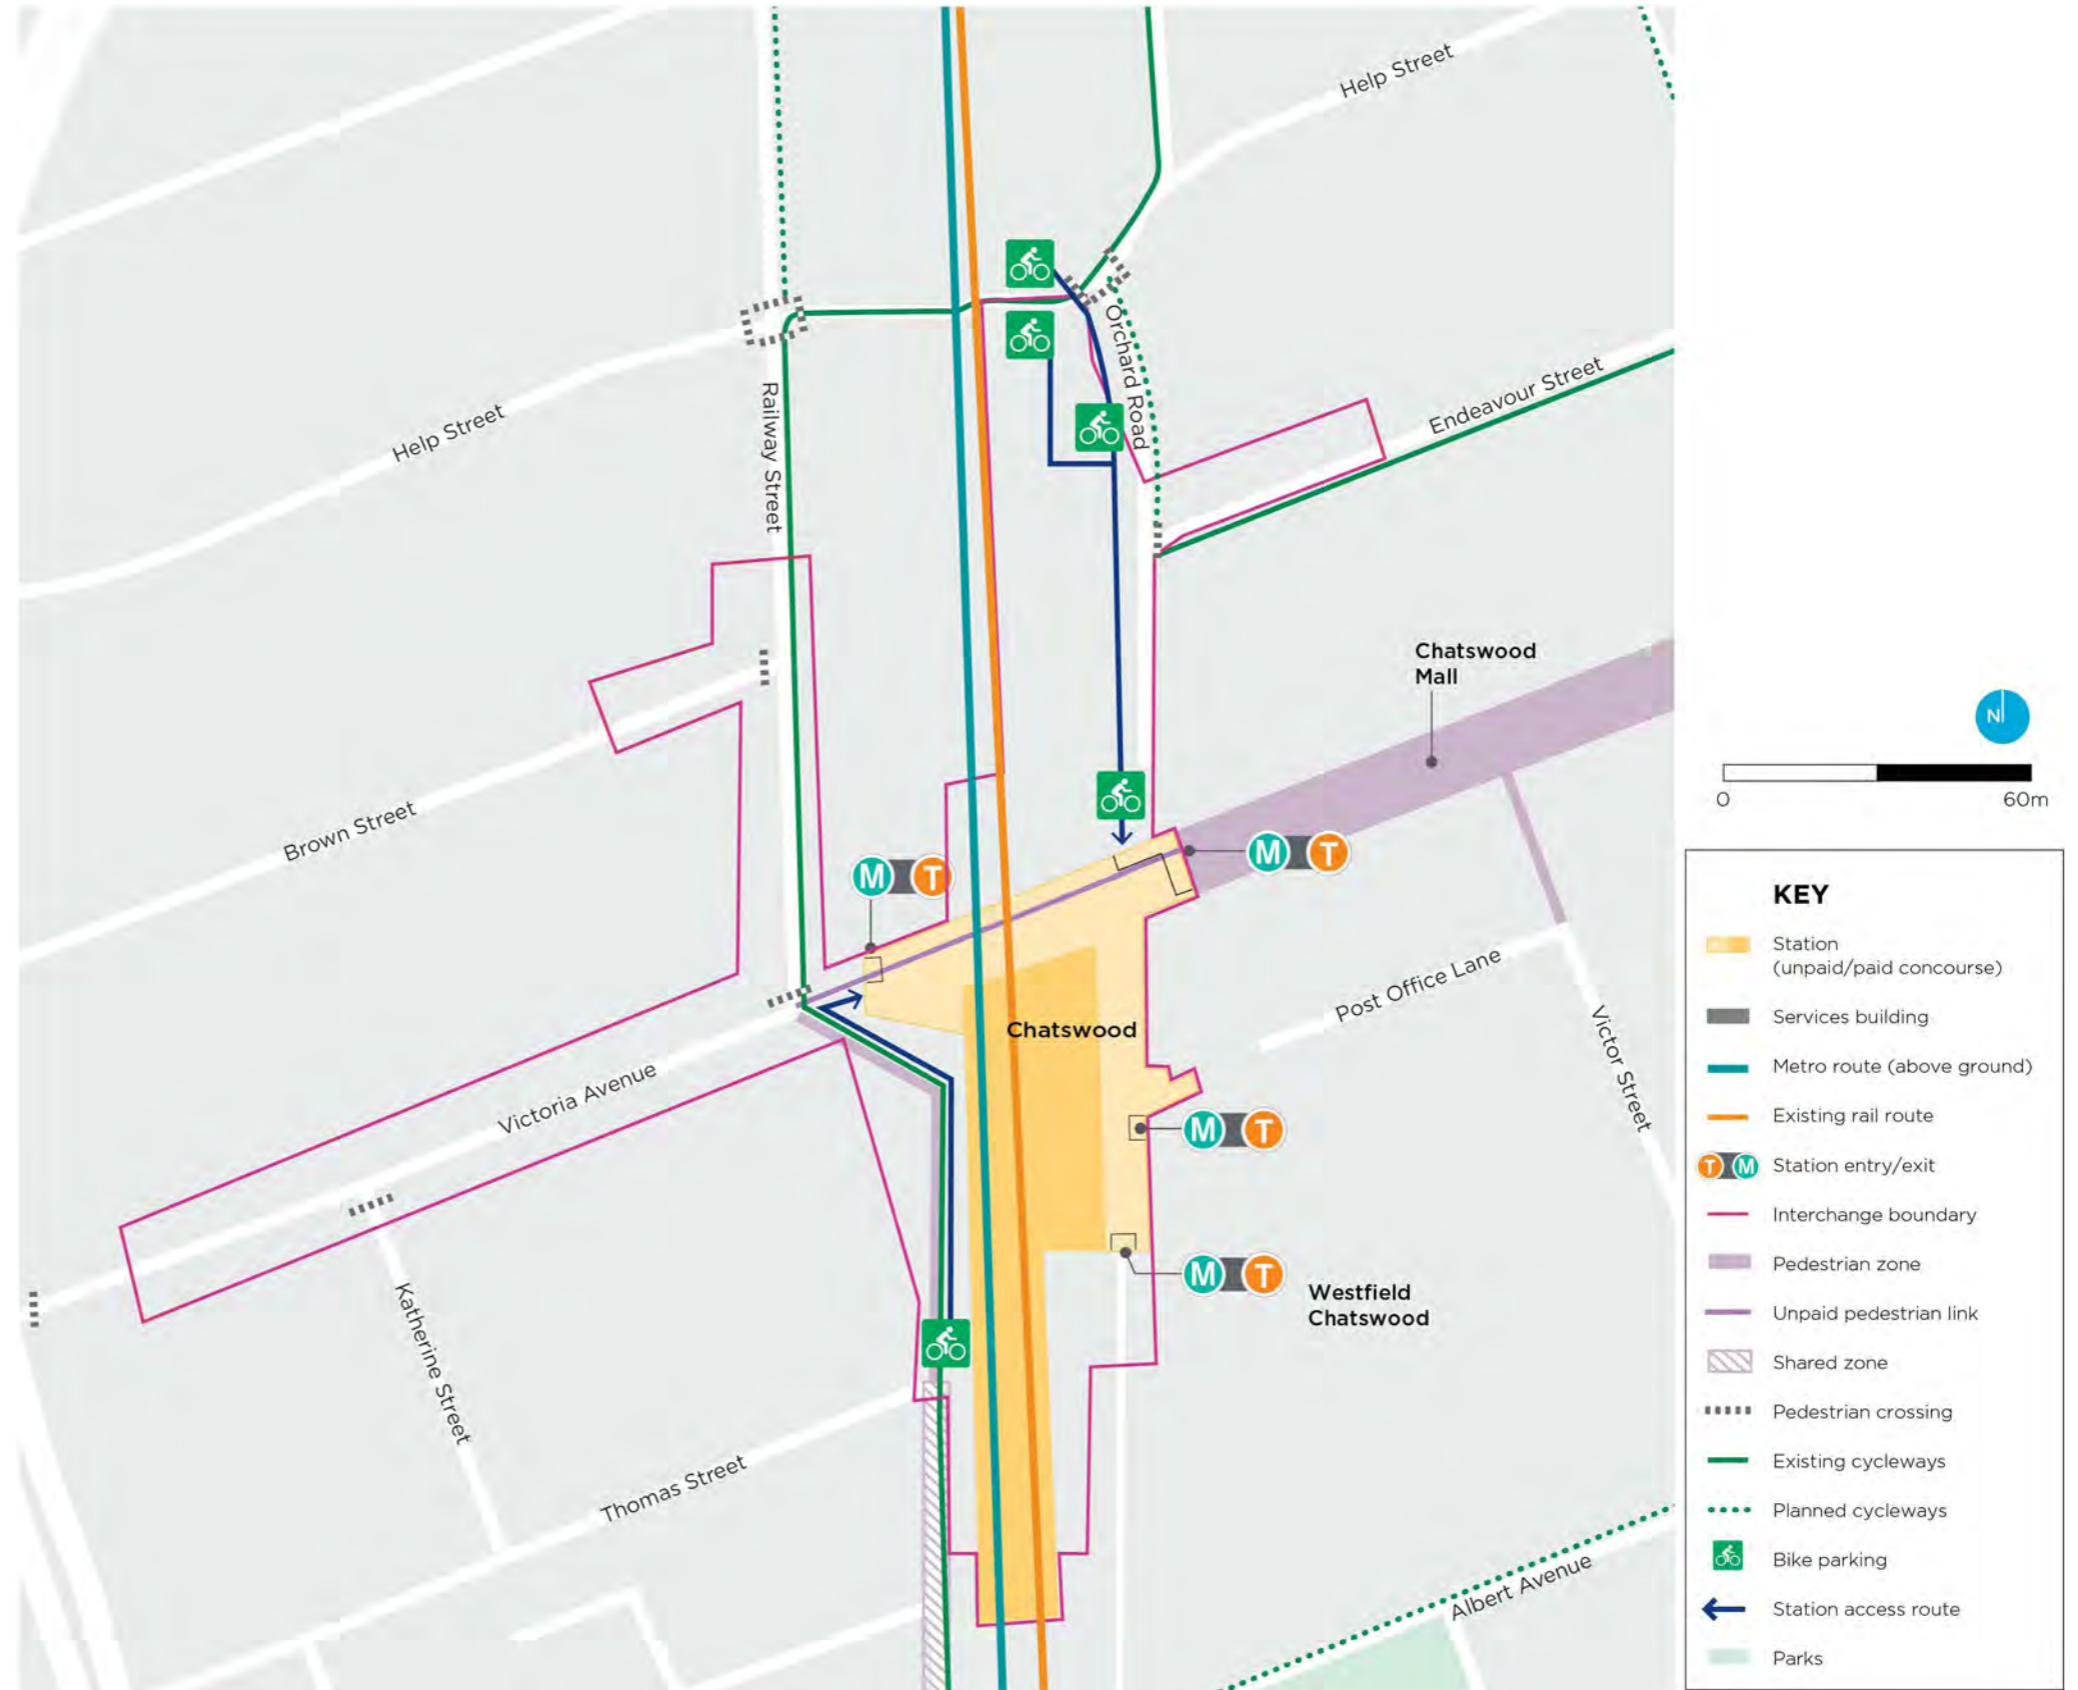 Help Street
Orchard Road
Railway Street
Help Street
Endeavour Street
Chatswood
Mall
N
0
60m
Brown Street
M T
M T
Chatswood
Post Office Lane
Victor Street
Victoria Avenue
M T
M T
Westfield
Chatswood
Katherine Street
Thomas Street
Albert Avenue
KEY
Station
(unpaid/paid concourse)
Services building
Metro route (above ground)
Existing rail route
T M
Station entry/exit
Interchange boundary
Pedestrian zone
Unpaid pedestrian link
Shared zone
Pedestrian crossing
Existing cycleways
Planned cycleways
Bike parking
Station access route
Parks